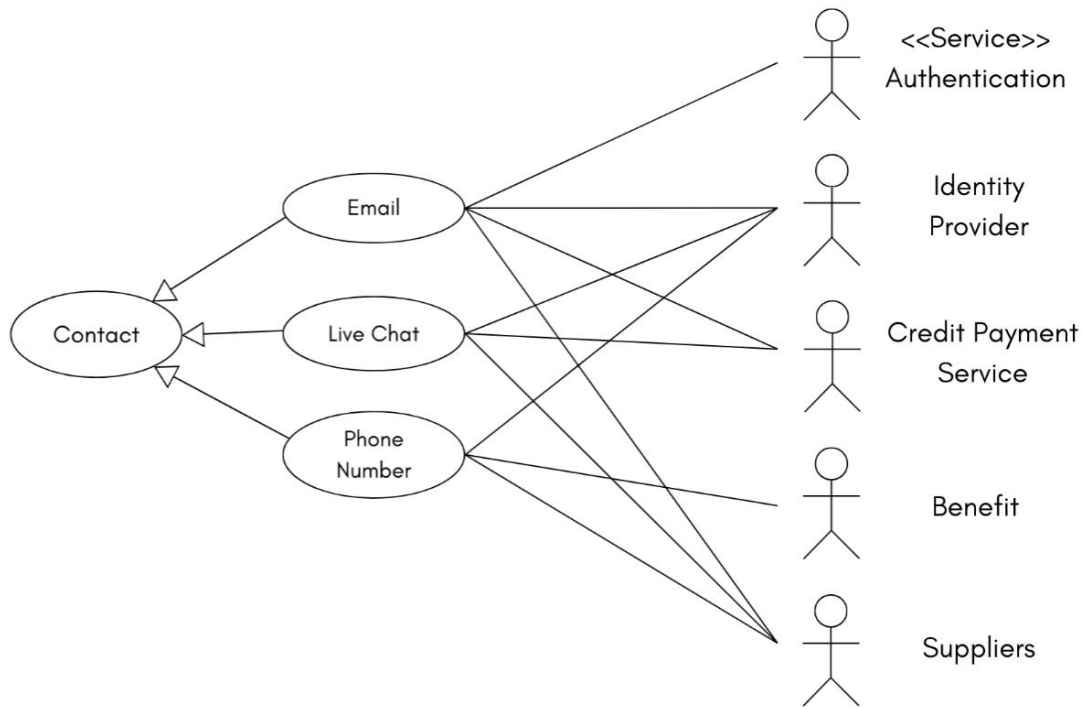 Contact
Email
Live Chat
Phone
Number
<<Service>>
Authentication
Identity
Provider
Credit Payment
Service
Benefit
Suppliers